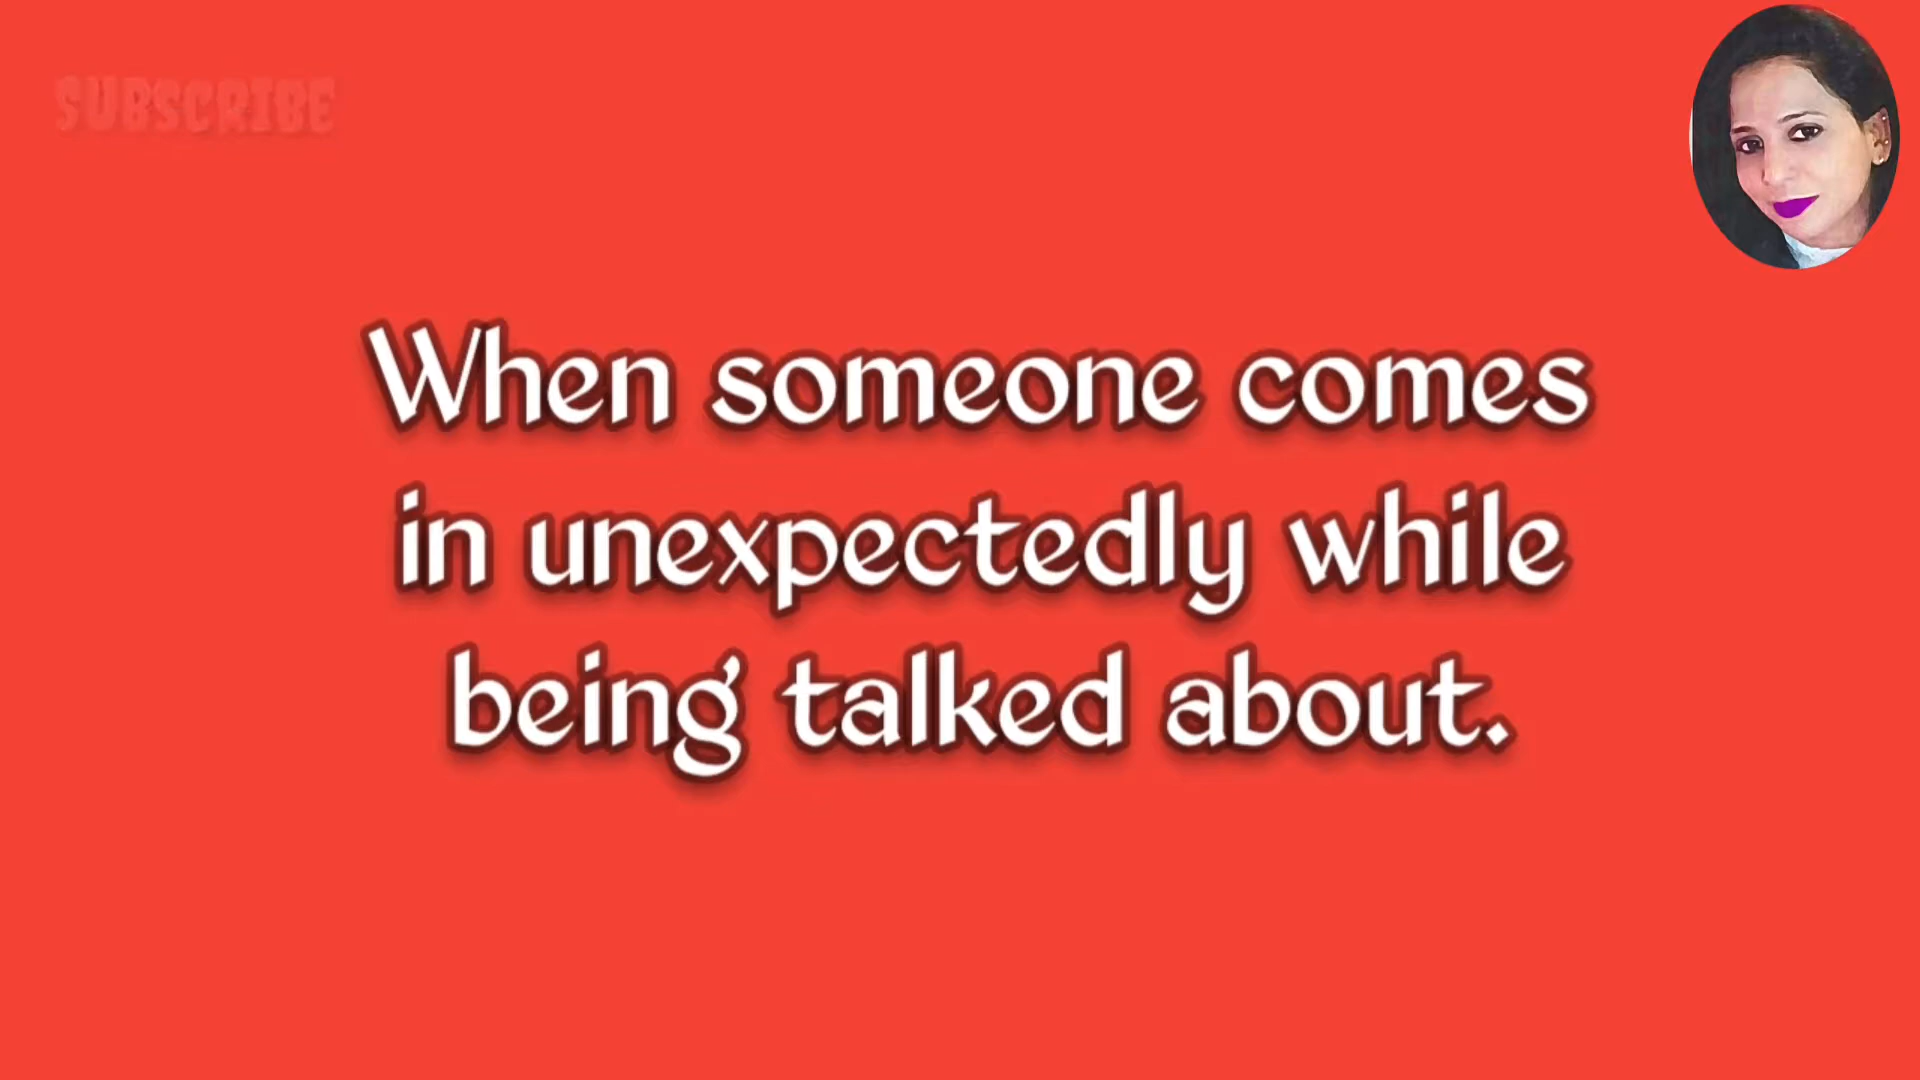 SUBSCRIBE
When someone comes
in unexpectedly while
being talked about.